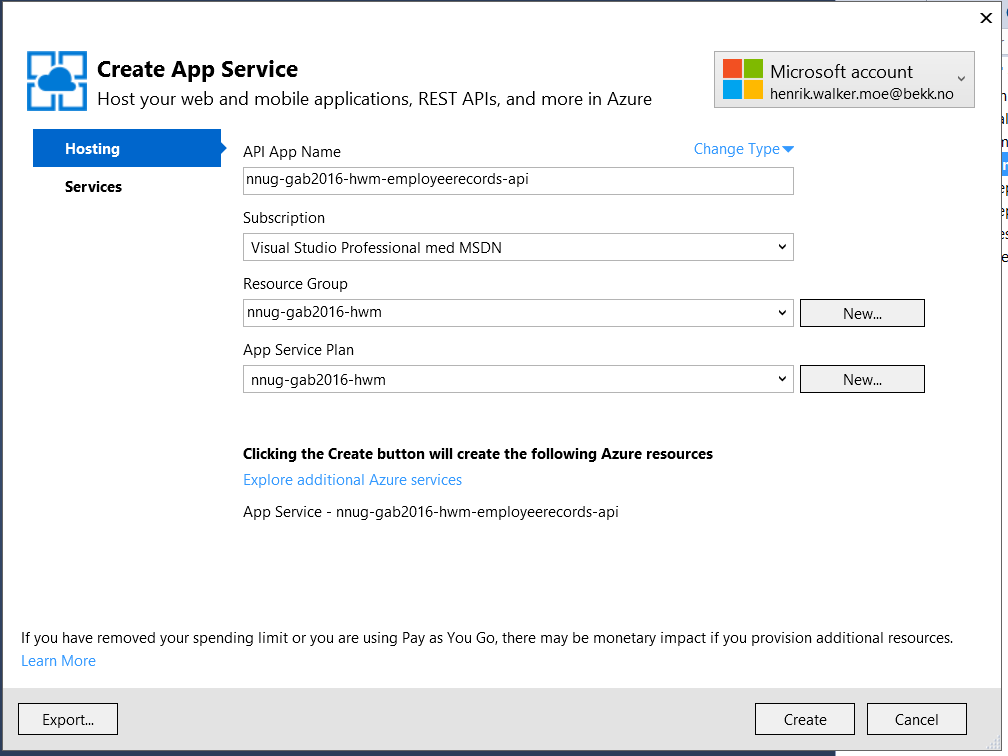 Create App Service
Host your web and mobile applications, REST APIs, and more in Azure
Microsoft account
henrik.walker.moe@bekk.no
Hosting
Services
API App Name
Change Type
nnug-gab2016-hwm-employeerecords-api
Subscription
Visual Studio Professional med MSDN
Resource Group
nnug-gab2016-hwm
New...
App Service Plan
nnug-gab2016-hwm
New...
Clicking the Create button will create the following Azure resources
Explore additional Azure services
App Service - nnug-gab2016-hwm-employeerecords-api
If you have removed your spending limit or you are using Pay as You Go, there may be monetary impact if you provision additional resources.
Learn More
Export...
Create
Cancel